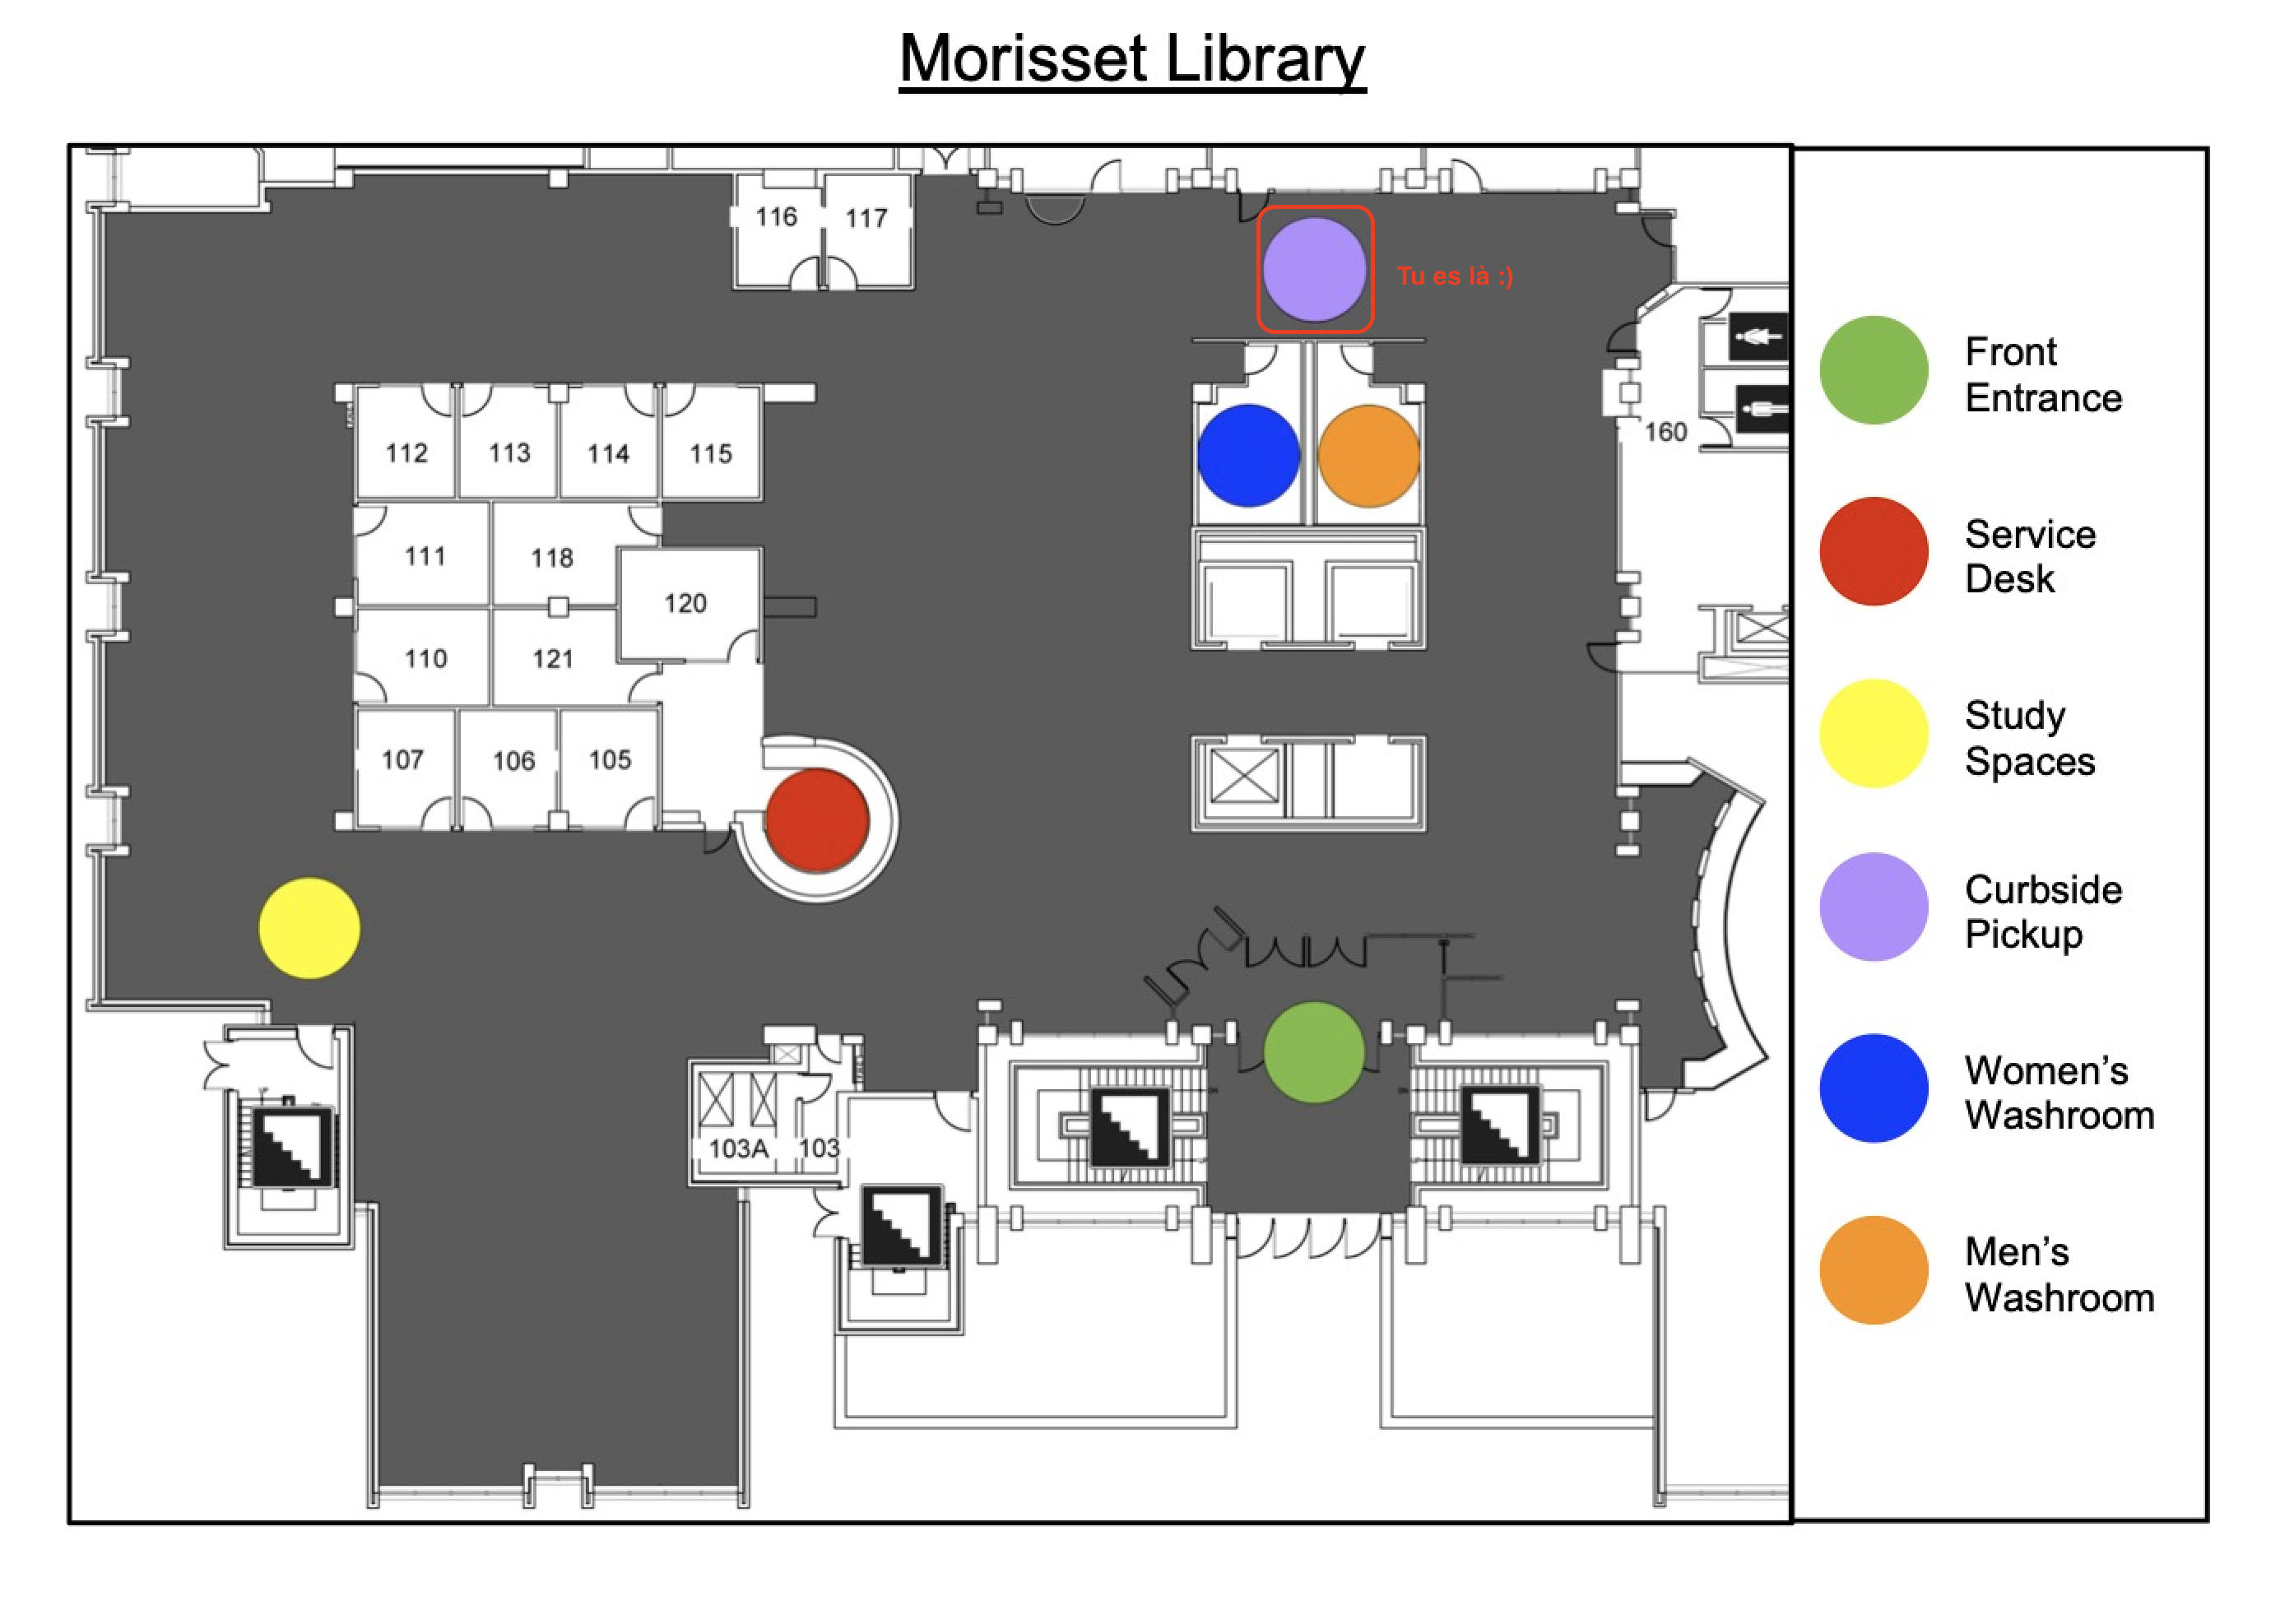 Morisset Library
116
117
Tu es là :)
112
113
114
115
160
111
118
120
110
121
107
106
105
103A
103
Front
Entrance
Service
Desk
Study
Spaces
Curbside
Pickup
Women's
Washroom
Men's
Washroom